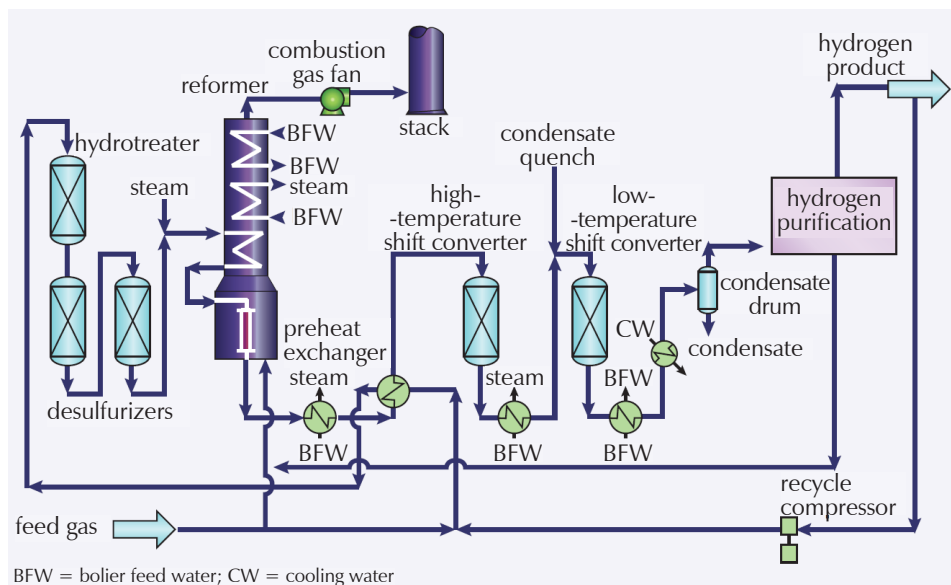 combustion
gas fan
reformer
hydrogen
product
stack
BFW
hydrotreater
condensate
quench
BFW
steam
steam
BFW
high-
-temperature
shift converter
low-
-temperature
shift converter
hydrogen
purification
condensate
drum
CW
condensate
preheat
exchanger
steam
steam
BFW
desulfurizers
BFW
BFW
BFW
recycle
compressor
feed gas
BFW = bolier feed water; CW = cooling water